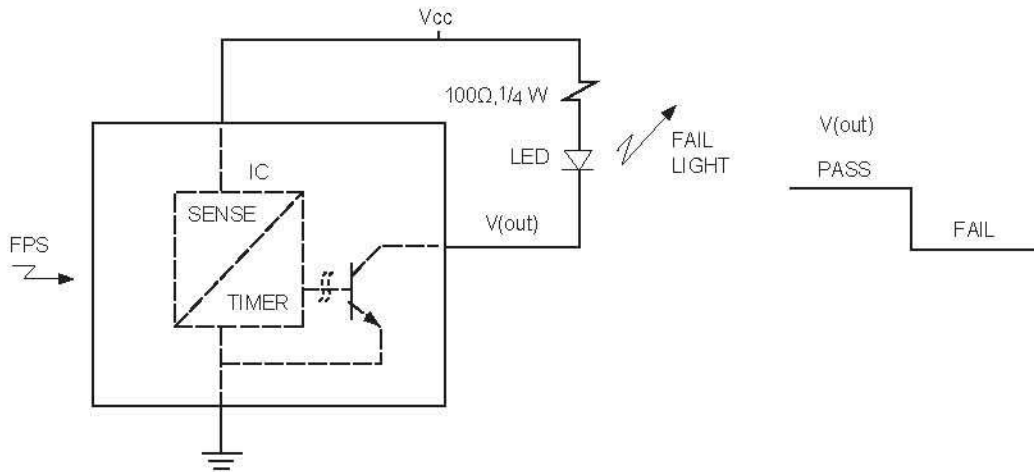 Vcc
100Ω,1/4 W
LED
FAIL
LIGHT
V(out)
PASS
FAIL
IC
SENSE
TIMER
V(out)
FPS